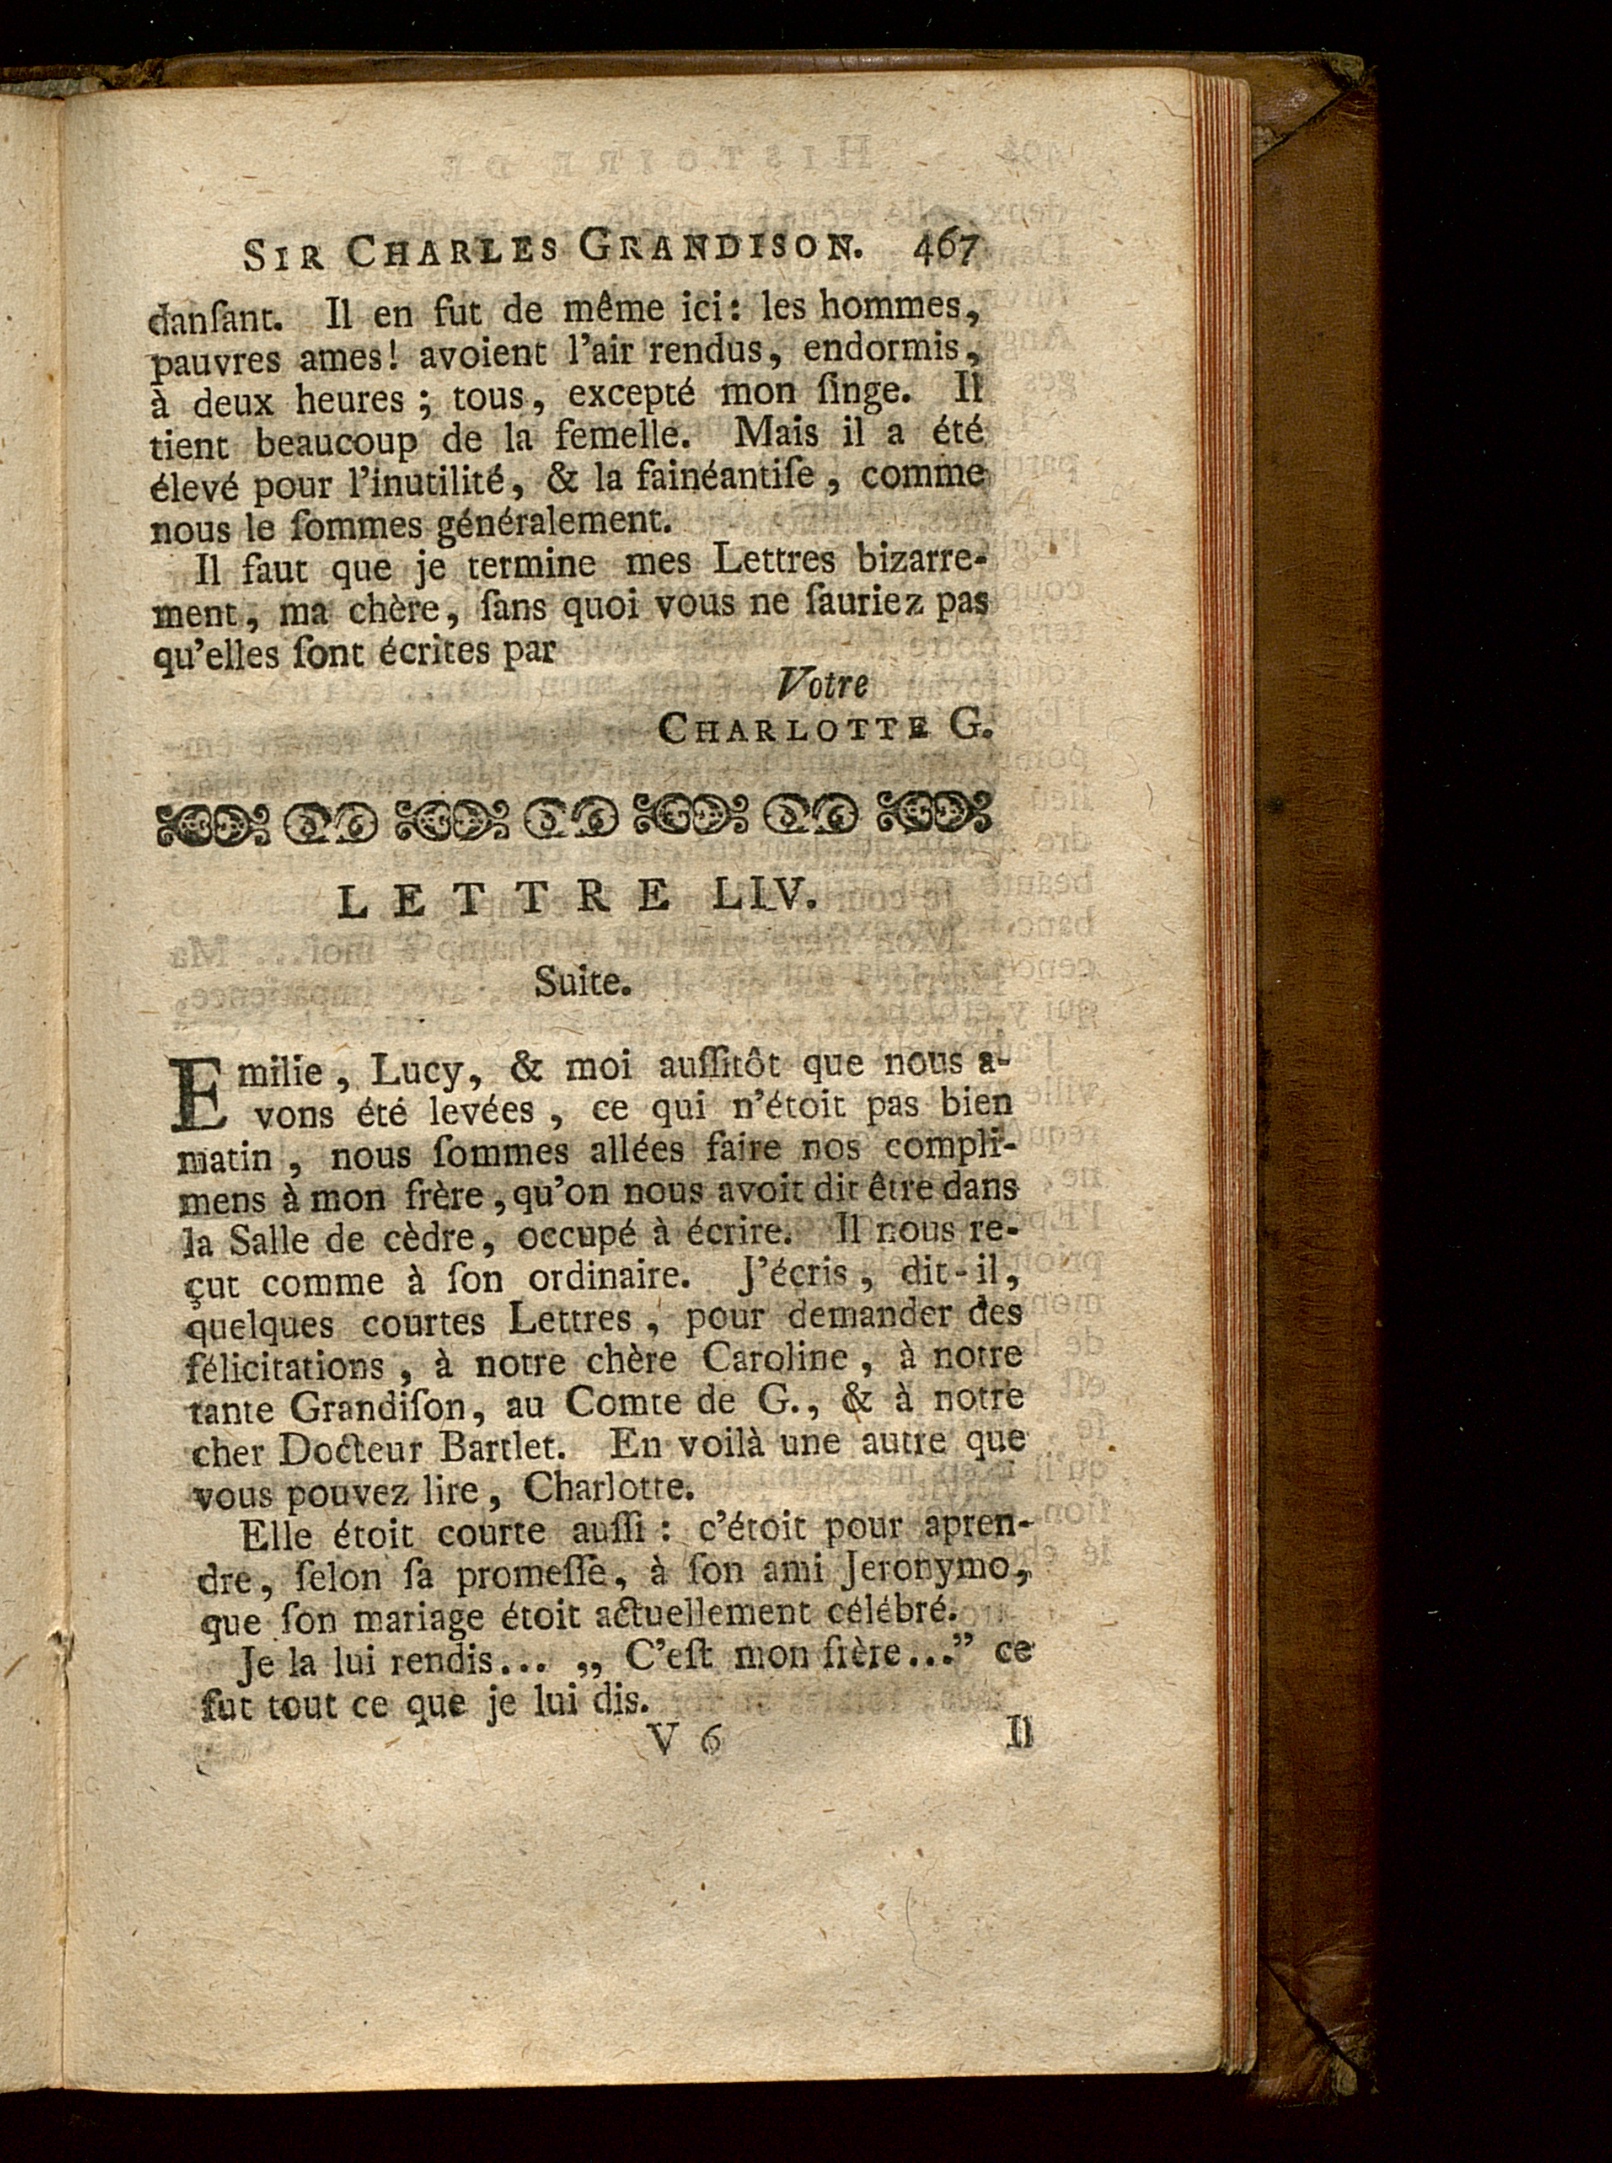 SIR CHARLES GRANDISON. 467
danſant. Il en fut de même ici: les hommes,
pauvres ames! avoient l'air rendus, endormis,
à deux heures; tous, excepté mon ſinge. Il
tient beaucoup de la femelle. Mais il a été
élevé pour l'inutilité, & la fainéantiſe, comme
nous le ſommes généralement.
Il faut que je termine mes Lettres bizarre-
ment, ma chère, ſans quoi vous ne ſauriez pas
qu'elles ſont écrites par
Votre
CHARLOTTE G.
LETTRE LIV.
Suite.
Emilie, Lucy, & moi auſſitôt que nous a-
vons été levées, ce qui n'étoit pas bien
matin, nous ſommes allées faire nos compli-
mens à mon frère, qu'on nous avoit dit être dans
la Salle de cèdre, occupé à écrire. Il nous re-
çut comme à ſon ordinaire. J'écris, dit-il,
quelques courtes Lettres, pour demander des
félicitations, à notre chère Caroline, à notre
tante Grandiſon, au Comte de G., & à notre
cher Docteur Bartlet. En voilà une autre que
vous pouvez lire, Charlotte.
Elle étoit courte auſſi: c'étoit pour apren-
dre, ſelon ſa promeſſe, à ſon ami Jeronymo,
que ſon mariage étoit actuellement célébré.
Je la lui rendis... „ C'eſt mon frère...” ce
fut tout ce que je lui dis.
V 6 Il